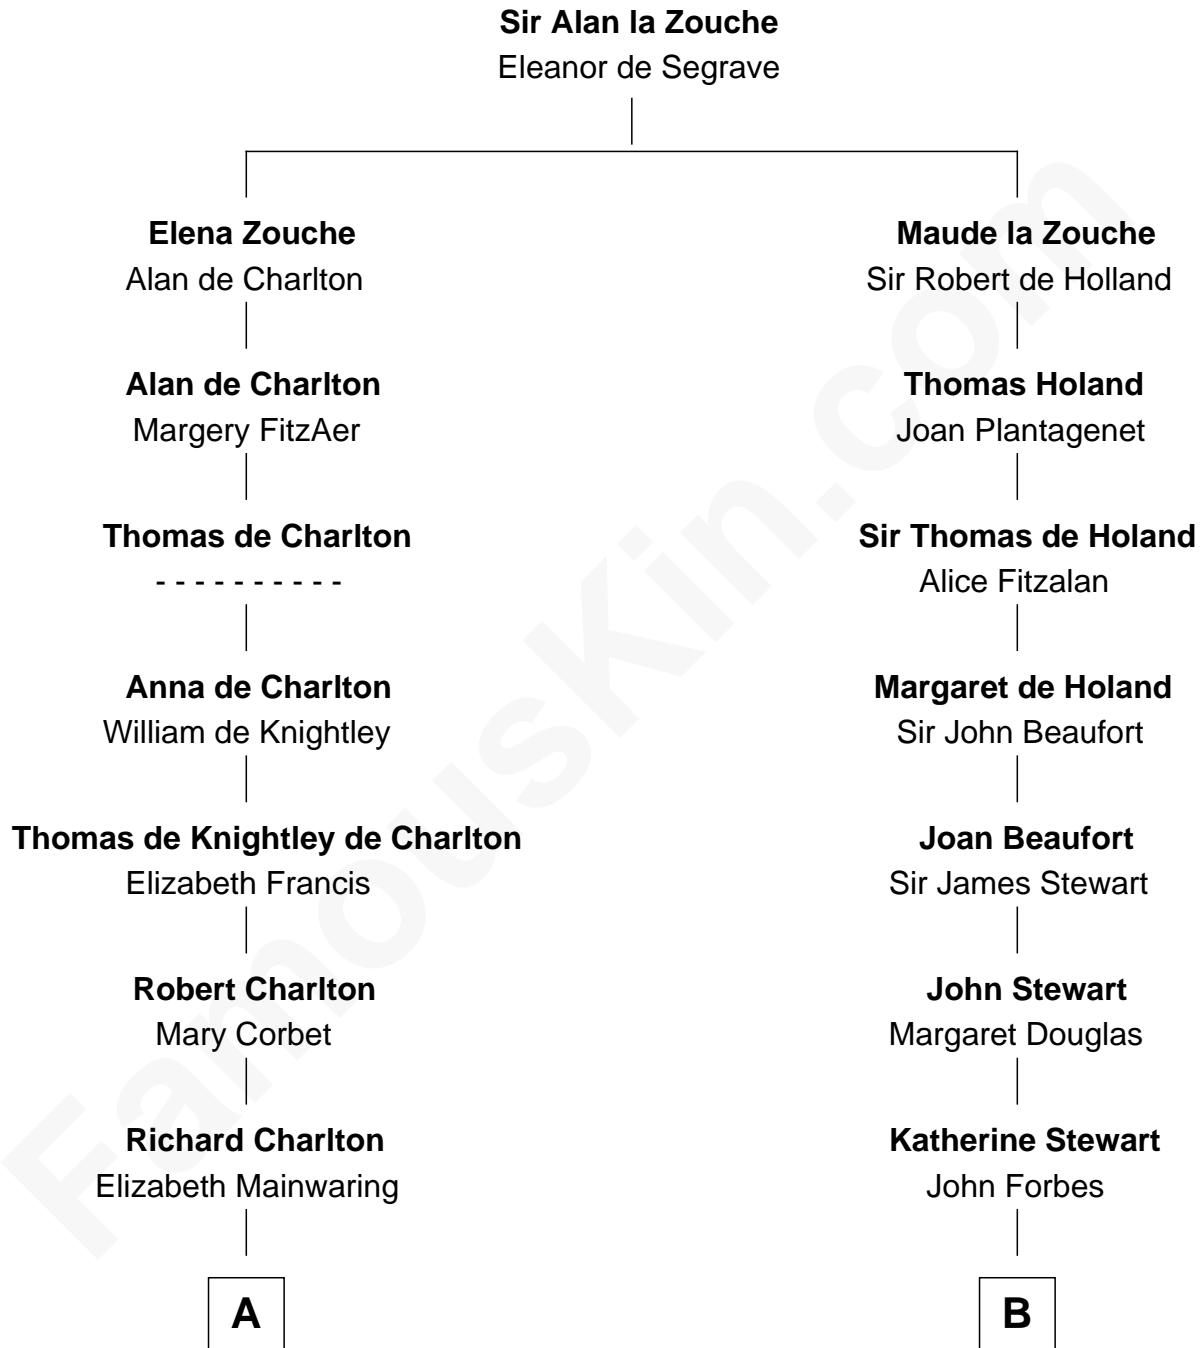 Sir Alan la Zouche
Eleanor de Segrave
Elena Zouche
Alan de Charlton
Maude la Zouche
Sir Robert de Holland
Alan de Charlton
Margery FitzAer
Thomas Holand
Joan Plantagenet
Thomas de Charlton
- - - - - - - - - -
Sir Thomas de Holand
Alice Fitzalan
Anna de Charlton
William de Knightley
Margaret de Holand
Sir John Beaufort
Thomas de Knightley de Charlton
Elizabeth Francis
Joan Beaufort
Sir James Stewart
Robert Charlton
Mary Corbet
John Stewart
Margaret Douglas
Richard Charlton
Elizabeth Mainwaring
Katherine Stewart
John Forbes
A
B
FamousKin.com